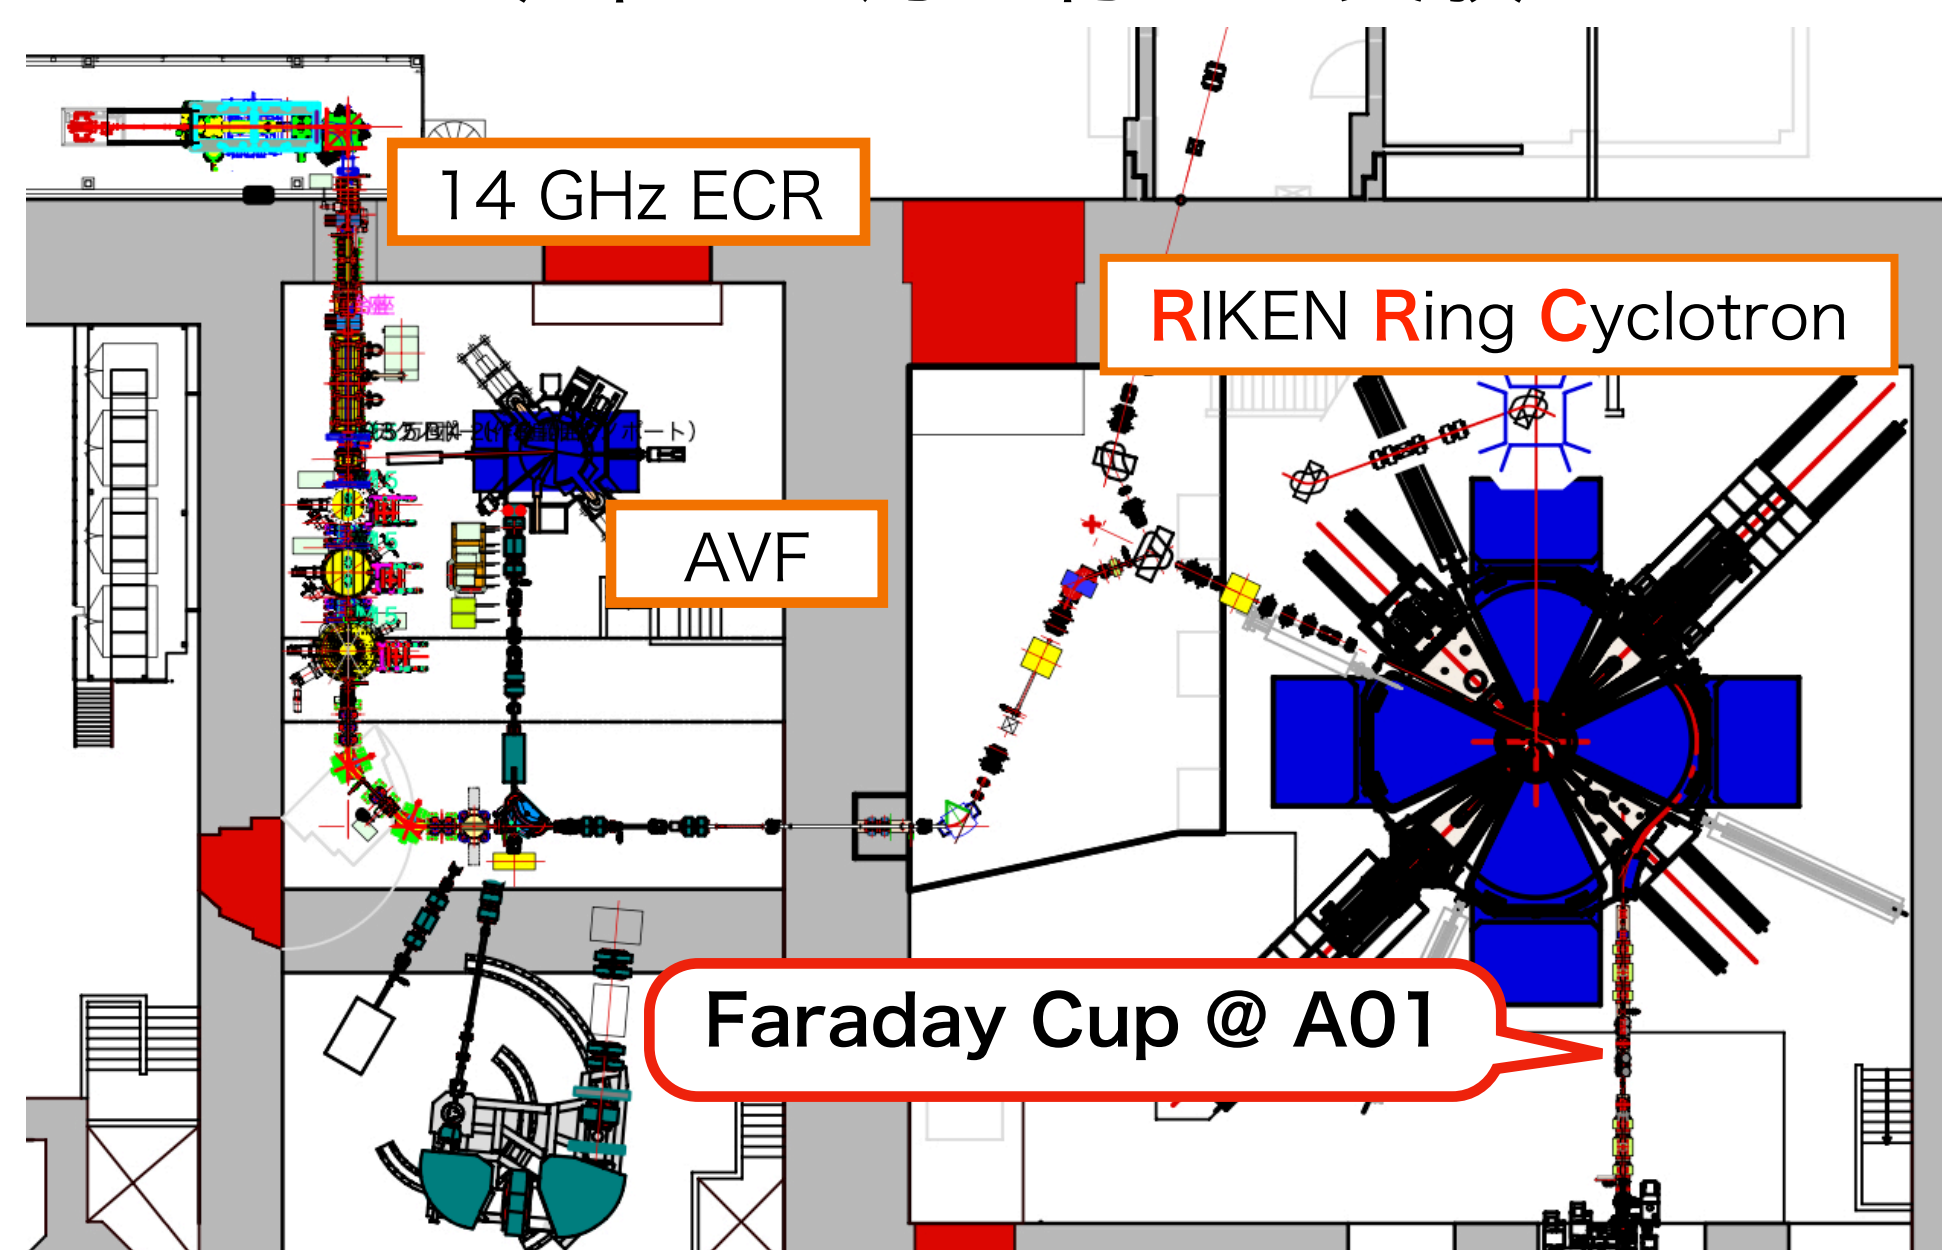 14 GHz ECR
RIKEN Ring Cyclotron
AVF
Faraday Cup @ A01